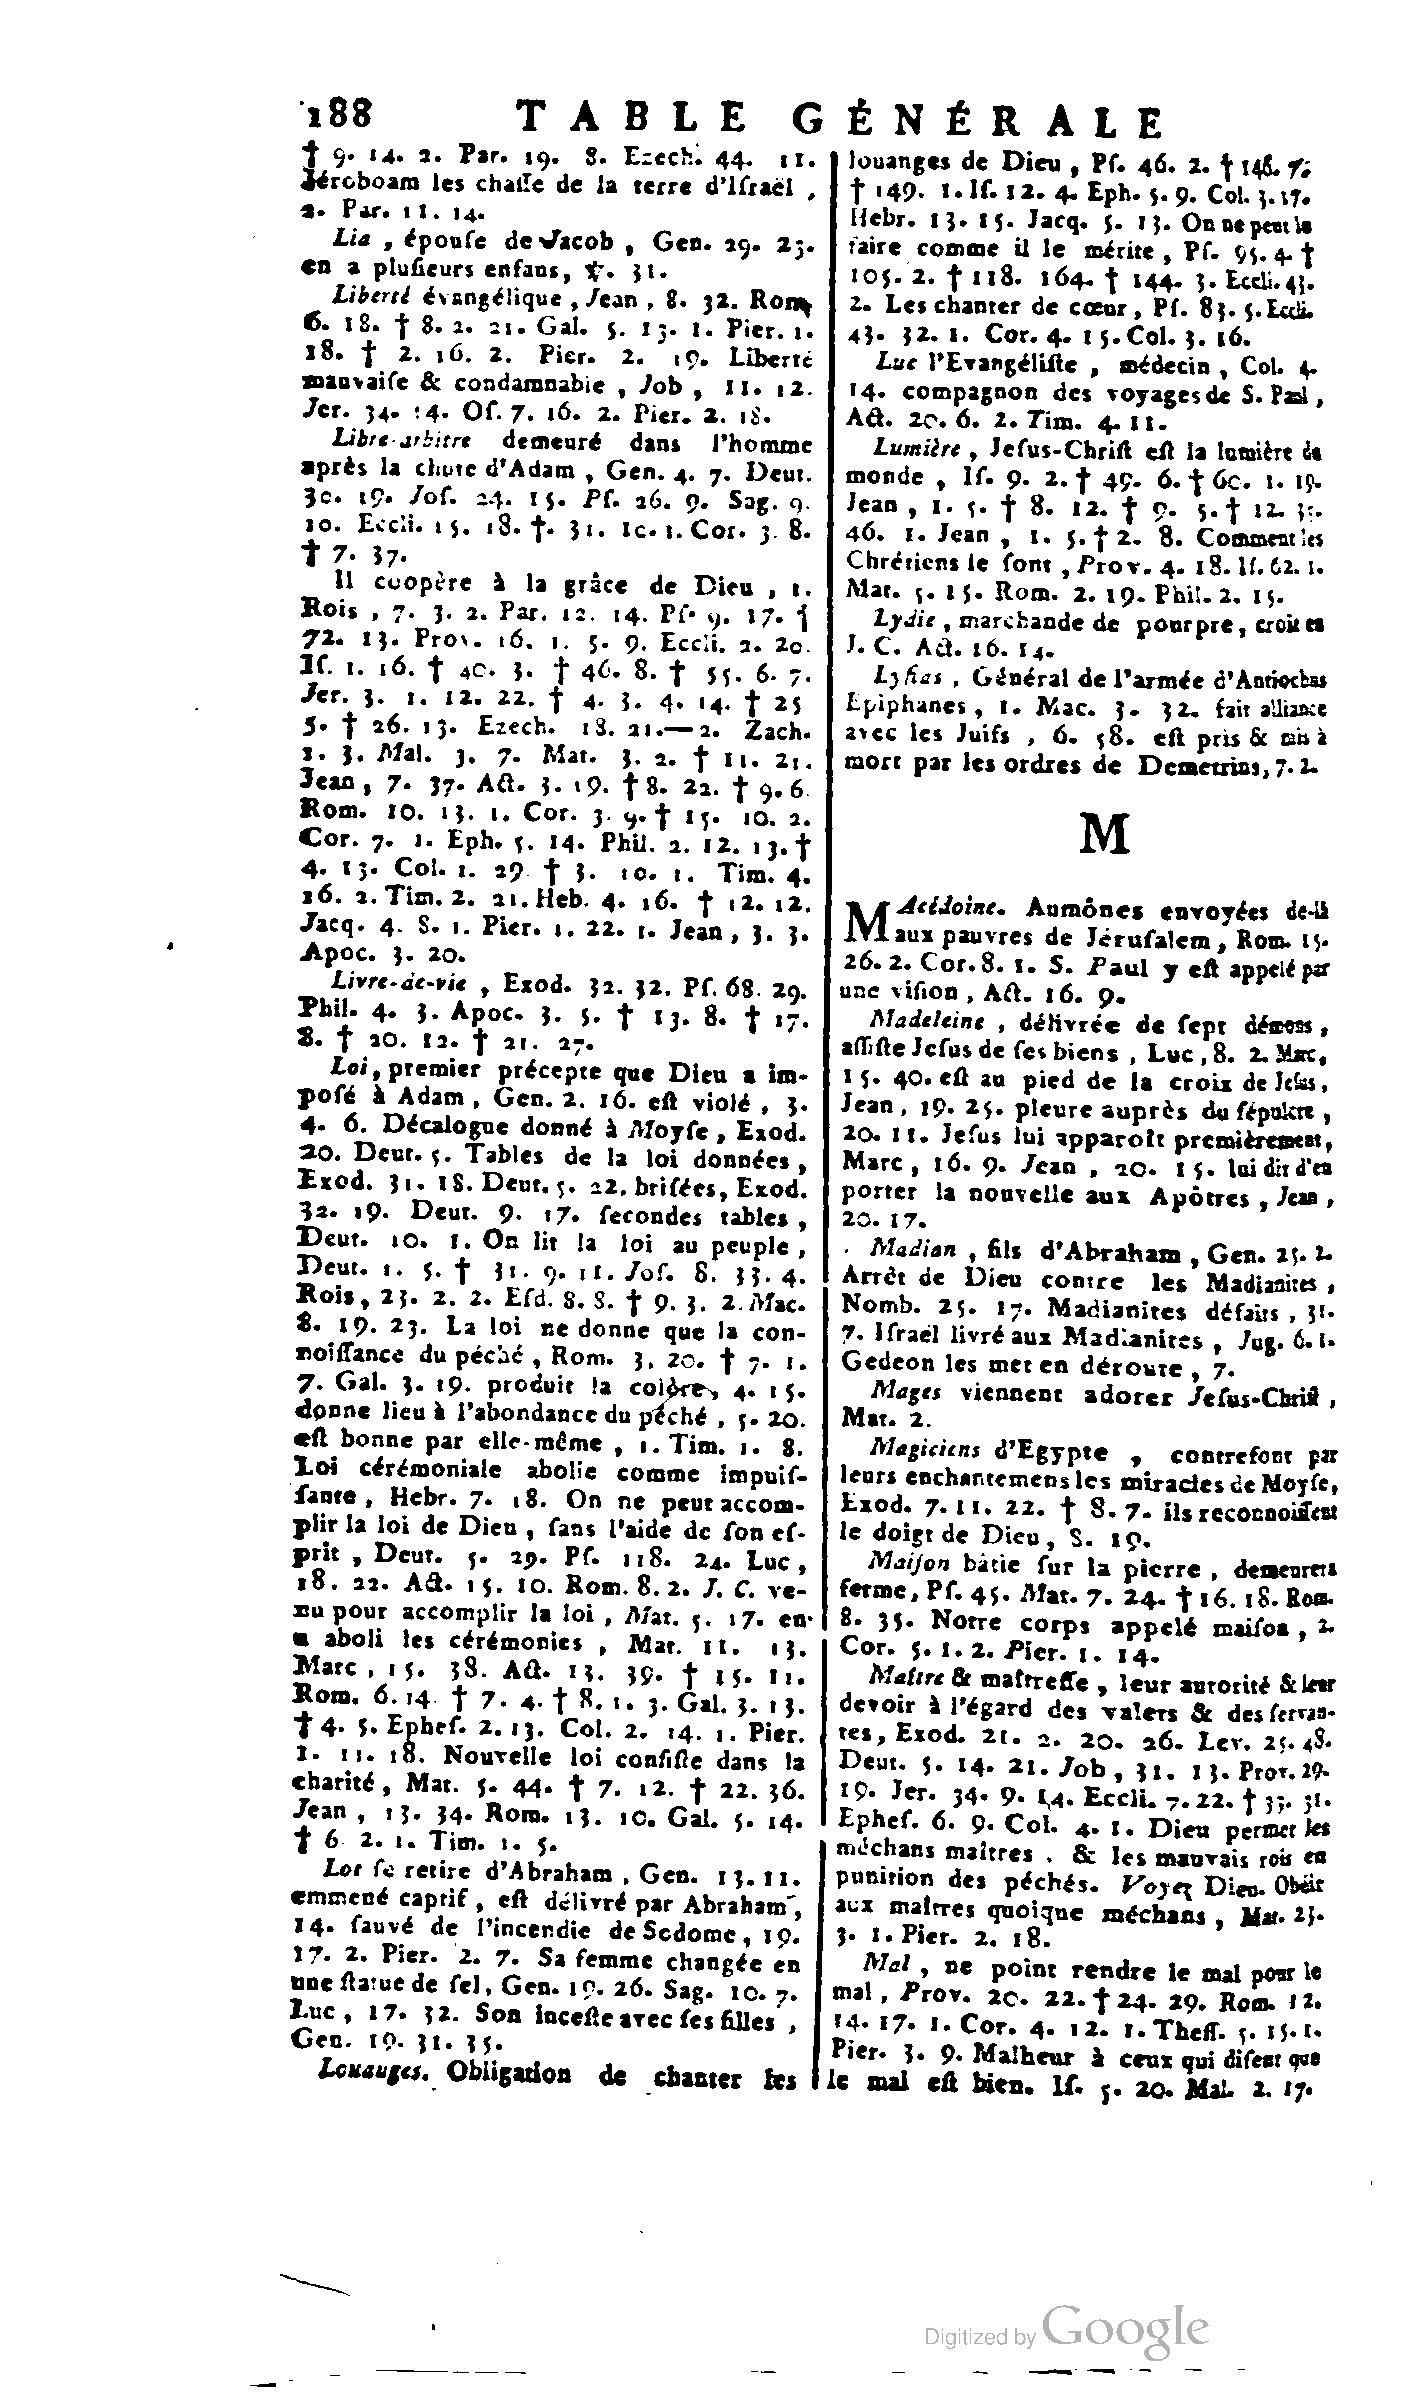 188 TABLE GÉNÉRALE
† 9. 14. 2. Par. 19. 8. Ezech. 44. 11.
Jéroboam les chaſſe de la terre d'Iſraël,
2. Par. 11. 14.
Lia, épouſe de Jacob, Gen. 29. 23.
en a pluſieurs enfans, ℣. 31.
Liberté évangélique, Jean, 8. 32. Rom.
6. 18. † 8. 2. 21. Gal. 5. 13. 1. Pier. 1.
18. † 2. 16. 2. Pier. 2. 19. Liberté
mauvaiſe & condamnable, Job, 11. 12.
Jer. 34. 14. Oſ. 7. 16. 2. Pier. 2. 18.
Libre-arbitre demeuré dans l'homme
après la chute d'Adam, Gen. 4. 7. Deut.
30. 19. Joſ. 24. 15. Pſ. 26. 9. Sag. 9.
10. Eccli. 15. 18. †. 31. 10. 1. Cor. 3. 8.
† 7. 37.
Il coopère à la grâce de Dieu, 1.
Rois, 7. 3. 2. Par. 12. 14. Pſ. 9. 17. †
72. 13. Prov. 16. 1. 5. 9. Eccli. 2. 20.
Iſ. 1. 16. † 40. 3. † 46. 8. † 55. 6. 7.
Jer. 3. 1. 12. 22. † 4. 3. 4. 14. † 25
5. † 26. 13. Ezech. 18. 21.—2. Zach.
1. 3. Mal. 3. 7. Mat. 3. 2. † 11. 21.
Jean, 7. 37. Act. 3. 19. † 8. 22. † 9. 6.
Rom. 10. 13. 1. Cor. 3. 9. † 15. 10. 2.
Cor. 7. 1. Eph. 5. 14. Phil. 2. 12. 13. †
4. 13. Col. 1. 29. † 3. 10. 1. Tim. 4.
16. 2. Tim. 2. 21. Heb. 4. 16. † 12. 12.
Jacq. 4. 8. 1. Pier. 1. 22. 1. Jean, 3. 3.
Apoc. 3. 20.
Livre-de-vie, Exod. 32. 32. Pſ. 68. 29.
Phil. 4. 3. Apoc. 3. 5. † 13. 8. † 17.
8. † 20. 12. † 21. 27.
Loi, premier précepte que Dieu a im-
poſé à Adam, Gen. 2. 16. eſt violé, 3.
4. 6. Décalogue donné à Moyſe, Exod.
20. Deut. 5. Tables de la loi données,
Exod. 31. 18. Deut. 5. 22. briſées, Exod.
32. 19. Deut. 9. 17. ſecondes tables,
Deut. 10. 1. On lit la loi au peuple,
Deut. 1. 5. † 31. 9. 11. Joſ. 8. 33. 4.
Rois, 23. 2. 2. Eſd. 8. 8. † 9. 3. 2. Mac.
8. 19. 23. La loi ne donne que la con-
noiſſance du péché, Rom. 3. 20. † 7. 1.
7. Gal. 3. 19. produit la colère, 4. 15.
donne lieu à l'abondance du péché, 5. 20.
eſt bonne par elle-même, 1. Tim. 1. 8.
Loi cérémoniale abolie comme impuiſ-
ſante, Hebr. 7. 18. On ne peut accom-
plir la loi de Dieu, ſans l'aide de ſon eſ-
prit, Deut. 5. 29. Pſ. 118. 24. Luc,
18. 22. Act. 15. 10. Rom. 8. 2. J. C. ve-
nu pour accomplir la loi, Mat. 5. 17. en
a aboli les cérémonies, Mat. 11. 13.
Marc, 15. 38. Act. 13. 39. † 15. 11.
Rom. 6. 14. † 7. 4. † 8. 1. 3. Gal. 3. 13.
† 4. 5. Epheſ. 2. 13. Col. 2. 14. 1. Pier.
1. 11. 18. Nouvelle loi conſiſte dans la
charité, Mat. 5. 44. † 7. 12. † 22. 36.
Jean, 13. 34. Rom. 13. 10. Gal. 5. 14.
† 6. 2. 1. Tim. 1. 5.
Lot ſe retire d'Abraham, Gen. 13. 11.
emmené captif, eſt délivré par Abraham,
14. ſauvé de l'incendie de Sodome, 19.
17. 2. Pier. 2. 7. Sa femme changée en
une ſtatue de ſel, Gen. 19. 26. Sag. 10. 7.
Luc, 17. 32. Son inceſte avec ſes filles,
Gen. 19. 31. 35.
Louauges. Obligation de chanter les
louanges de Dieu, Pſ. 46. 2. † 146. 7.
† 149. 1. Iſ. 12. 4. Eph. 5. 9. Col. 3. 17.
Hebr. 13. 15. Jacq. 5. 13. On ne peut le
faire comme il le mérite, Pſ. 95. 4. †
105. 2. † 118. 164. † 144. 3. Eccli. 43.
2. Les chanter de cœur, Pſ. 83. 5. Eccli.
43. 32. 1. Cor. 4. 15. Col. 3. 16.
Luc l'Evangéliſte, médecin, Col. 4.
14. compagnon des voyages de S. Paul,
Act. 20. 6. 2. Tim. 4. 11.
Lumière, Jeſus-Chriſt eſt la lumière du
monde, Iſ. 9. 2. † 49. 6. † 60. 1. 19.
Jean, 1. 5. † 8. 12. † 9. 5. † 12. 35.
46. 1. Jean, 1. 5. † 2. 8. Comment les
Chrétiens le ſont, Prov. 4. 18. Iſ. 62. 1.
Mat. 5. 15. Rom. 2. 19. Phil. 2. 15.
Lydie, marchande de pourpre, croit en
J. C. Act. 16. 14.
Lyſias, Général de l'armée d'Antiochus
Epiphanes, 1. Mac. 3. 32. fait alliance
avec les Juifs, 6. 58. eſt pris & mis à
mort par les ordres de Demetrius, 7. 2.
M
Macédoine. Aumônes envoyées de-là
aux pauvres de Jéruſalem, Rom. 15.
26. 2. Cor. 8. 1. S. Paul y eſt appelé par
une viſion, Act. 16. 9.
Madeleine, délivrée de ſept démons,
aſſiſte Jeſus de ſes biens, Luc, 8. 2. Marc,
15. 40. eſt au pied de la croix de Jeſus,
Jean, 19. 25. pleure auprès du ſépulcre,
20. 11. Jeſus lui apparoît premièrement,
Marc, 16. 9. Jean, 20. 15. lui dit d'en
porter la nouvelle aux Apôtres, Jean,
20. 17.
Madian, fils d'Abraham, Gen. 25. 2.
Arrêt de Dieu contre les Madianites,
Nomb. 25. 17. Madianites défaits, 31.
7. Iſraël livré aux Madianites, Jug. 6. 1.
Gedeon les met en déroute, 7.
Mages viennent adorer Jeſus-Chriſt,
Mat. 2.
Magiciens d'Egypte, contrefont par
leurs enchantemens les miracles de Moyſe,
Exod. 7. 11. 22. † 8. 7. ils reconnoiſſent
le doigt de Dieu, 8. 19.
Maiſon bâtie ſur la pierre, demeurera
ferme, Pſ. 45. Mat. 7. 24. † 16. 18. Rom.
8. 35. Notre corps appelé maiſon, 2.
Cor. 5. 1. 2. Pier. 1. 14.
Maître & maîtreſſe, leur autorité & leur
devoir à l'égard des valets & des ſervan-
tes, Exod. 21. 2. 20. 26. Lev. 25. 48.
Deut. 5. 14. 21. Job, 31. 13. Prov. 29.
19. Jer. 34. 9. 14. Eccli. 7. 22. † 33. 31.
Epheſ. 6. 9. Col. 4. 1. Dieu permet les
méchans maîtres, & les mauvais rois en
punition des péchés. Voyez Dieu. Obéir
aux maîtres quoique méchans, Mat. 23.
3. 1. Pier. 2. 18.
Mal, ne point rendre le mal pour le
mal, Prov. 20. 22. † 24. 29. Rom. 12.
14. 17. 1. Cor. 4. 12. 1. Theſſ. 5. 15. 1.
Pier. 3. 9. Malheur à ceux qui diſent que
le mal eſt bien. Iſ. 5. 20. Mal. 2. 17.
Digitized by Google